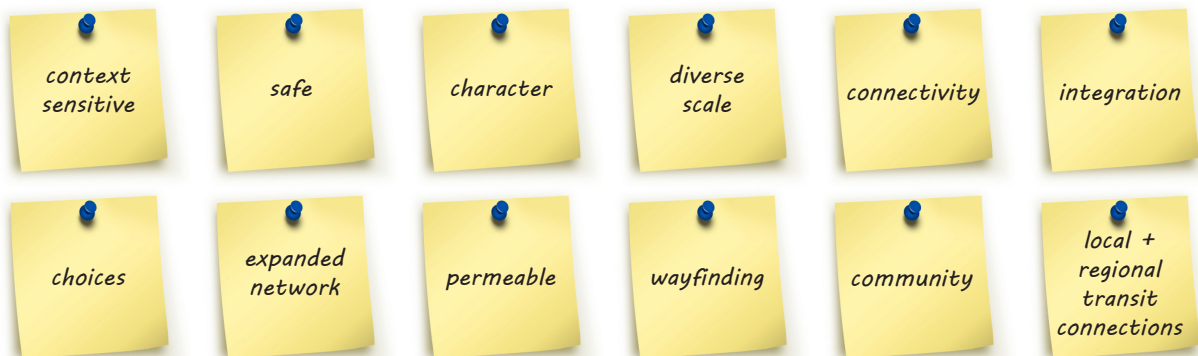 context
sensitive
safe
character
diverse
scale
connectivity
integration
choices
expanded
network
permeable
wayfinding
community
local +
regional
transit
connections